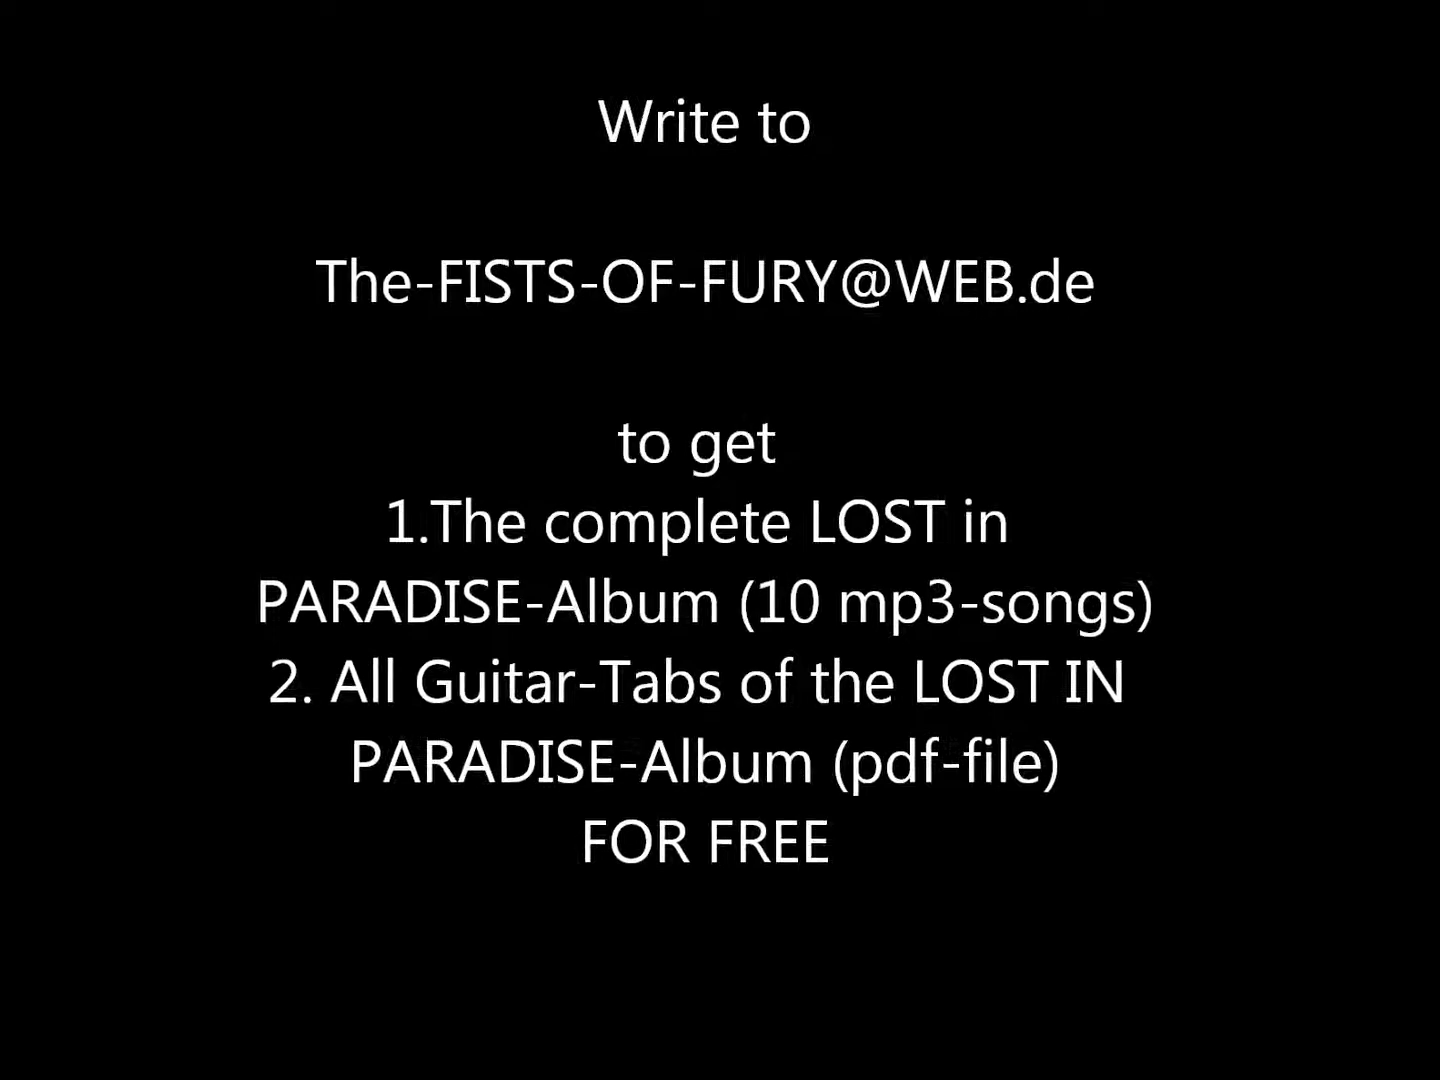 Write to
The-FISTS-OF-FURY@WEB.de
to get
1.The complete LOST in
PARADISE-Album (10 mp3-songs)
2. All Guitar-Tabs of the LOST IN
PARADISE-Album (pdf-file)
FOR FREE